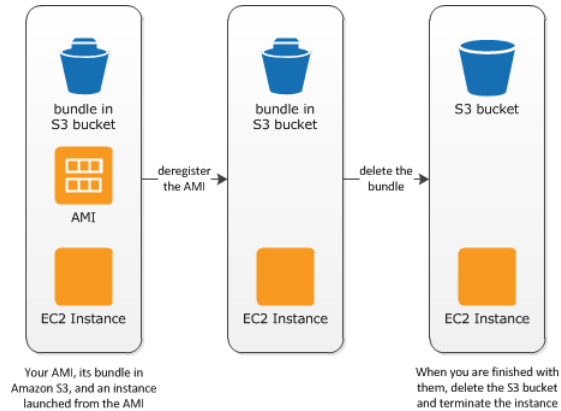 bundle in
S3 bucket
AMI
EC2 Instance
Your AMI, its bundle in
Amazon S3, and an instance
launched from the AMI
deregister
the AMI
bundle in
S3 bucket
EC2 Instance
delete the
bundle
S3 bucket
EC2 Instance
When you are finished with
them, delete the S3 bucket
and terminate the instance